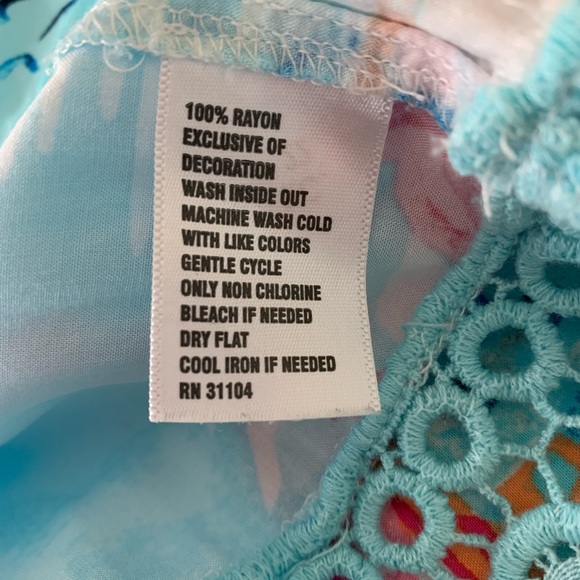 100% RAYON
EXCLUSIVE OF
DECORATION
WASH INSIDE OUT
MACHINE WASH COLD
WITH LIKE COLORS
GENTLE CYCLE
ONLY NON CHLORINE
BLEACH IF NEEDED
DRY FLAT
COOL IRON IF NEEDED
RN 31104